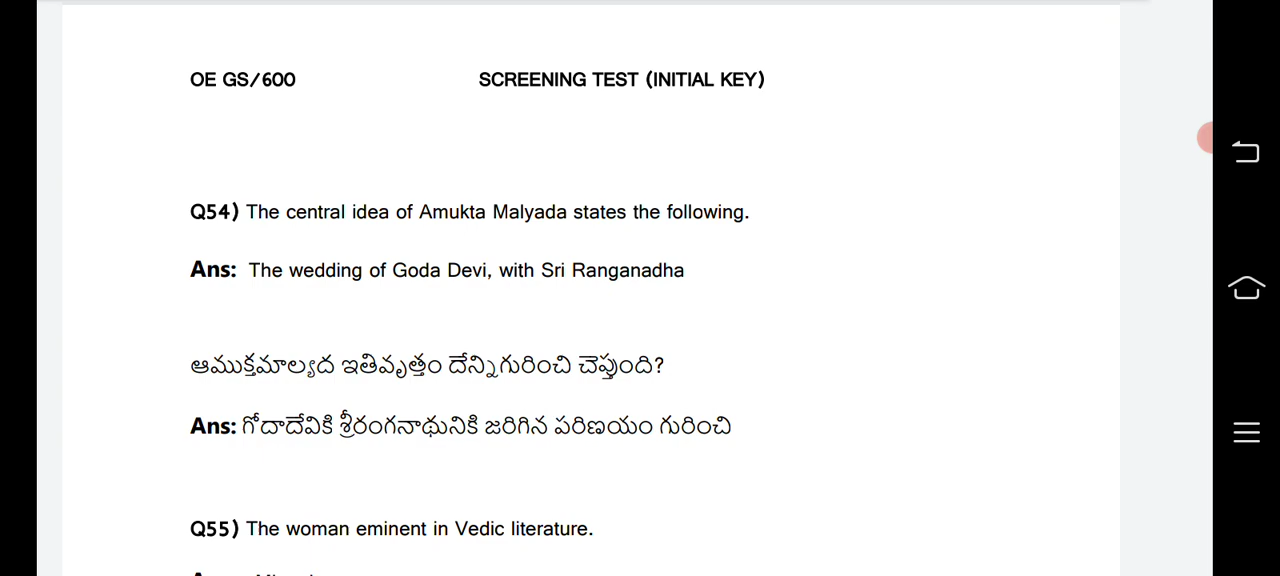 OE GS/600 SCREENING TEST (INITIAL KEY)
Q54) The central idea of Amukta Malyada states the following.
Ans: The wedding of Goda Devi, with Sri Ranganadha
ఆముక్తమాల్యద ఇతివృత్తం దేన్నిగురించి చెప్తుంది?
Ans: గోదాదేవికి శ్రీరంగనాథునికి జరిగిన పరిణయం గురించి
Q55) The woman eminent in Vedic literature.